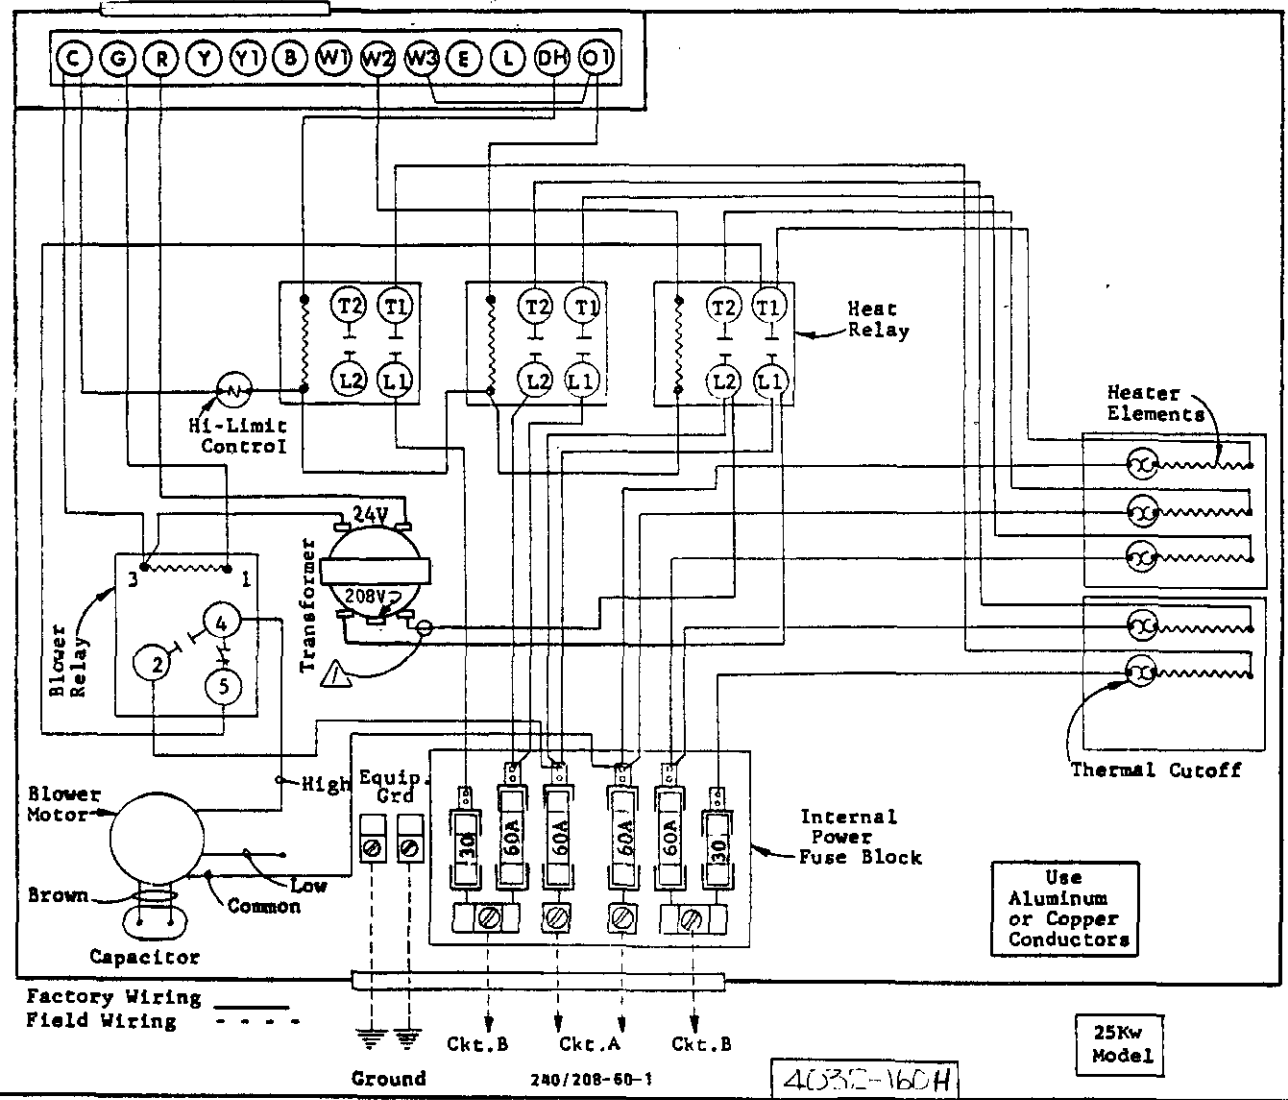 C G R Y Y1 B W1 W2 W3 E L DH O1
T2 T1 T2 T1 T2 T1
Heat
Relay
L2 L1 L2 L1 L2 L1
Hi-Limit
Control
Heater
Elements
24V
Transformer
208V
3 1
4
2
5
Blower
Relay
1
High
Equip.
Grd
Thermal Cutoff
Blower
Motor
30 60A 60A 60A 60A 30
Internal
Power
Fuse Block
Low
Brown
Common
Capacitor
Use
Aluminum
or Copper
Conductors
Factory Wiring
Field Wiring
Ckt.B Ckt.A Ckt.B
Ground
240/208-60-1
25Kw
Model